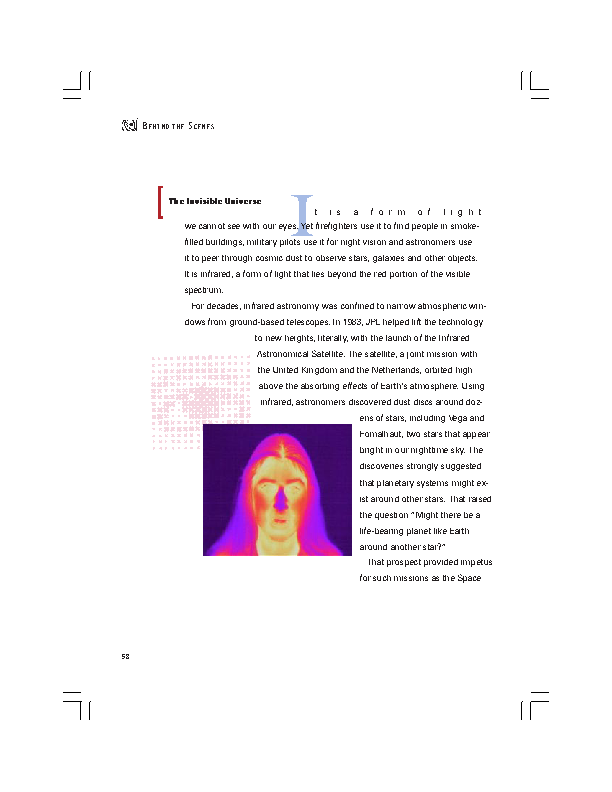 BEHIND THE SCENES
The Invisible Universe
It is a form of light
we cannot see with our eyes. Yet firefighters use it to find people in smoke-
filled buildings, military pilots use it for night vision and astronomers use
it to peer through cosmic dust to observe stars, galaxies and other objects.
It is infrared, a form of light that lies beyond the red portion of the visible
spectrum.
For decades, infrared astronomy was confined to narrow atmospheric win-
dows from ground-based telescopes. In 1983, JPL helped lift the technology
to new heights, literally, with the launch of the Infrared
Astronomical Satellite. The satellite, a joint mission with
the United Kingdom and the Netherlands, orbited high
above the absorbing effects of Earth's atmosphere. Using
infrared, astronomers discovered dust discs around doz-
ens of stars, including Vega and
Fomalhaut, two stars that appear
bright in our nighttime sky. The
discoveries strongly suggested
that planetary systems might ex-
ist around other stars. That raised
the question “Might there be a
life-bearing planet like Earth
around another star?”
That prospect provided impetus
for such missions as the Space
58